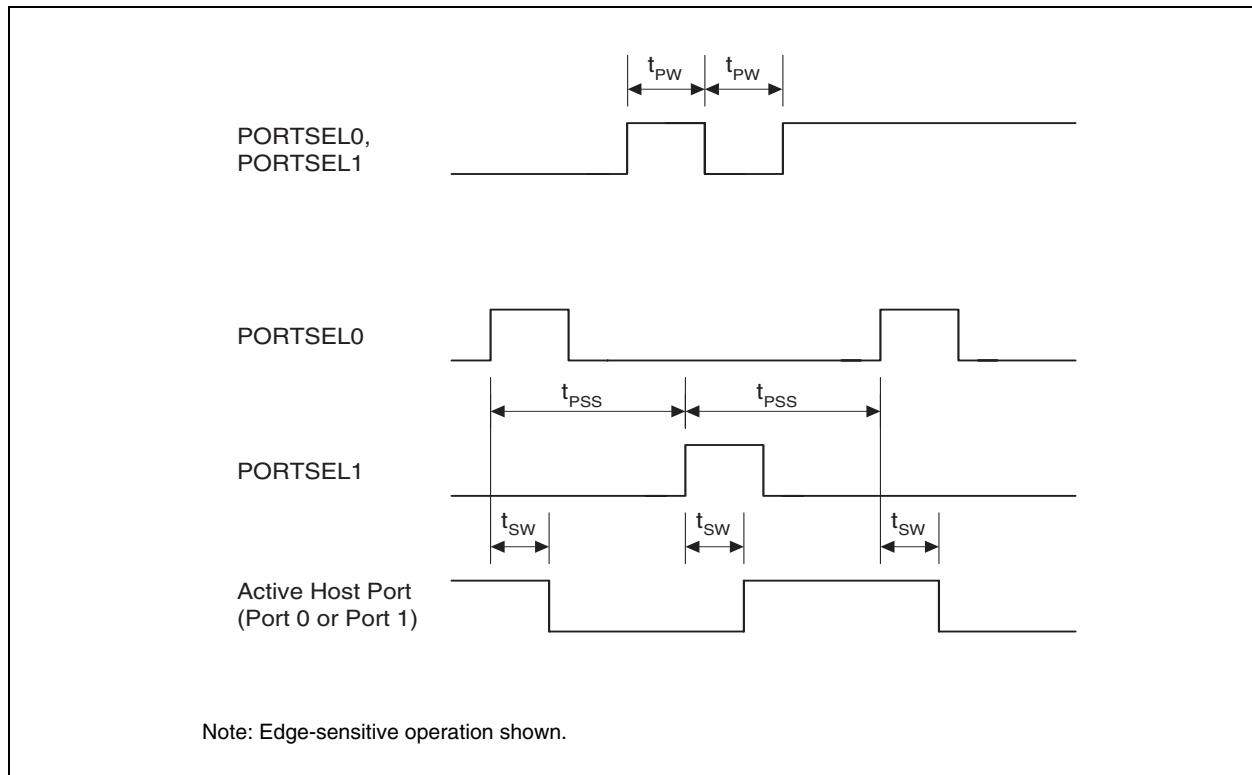 tPW tPW
PORTSEL0,
PORTSEL1
PORTSEL0
tPSS tPSS
PORTSEL1
tSW tSW tSW
Active Host Port
(Port 0 or Port 1)
Note: Edge-sensitive operation shown.